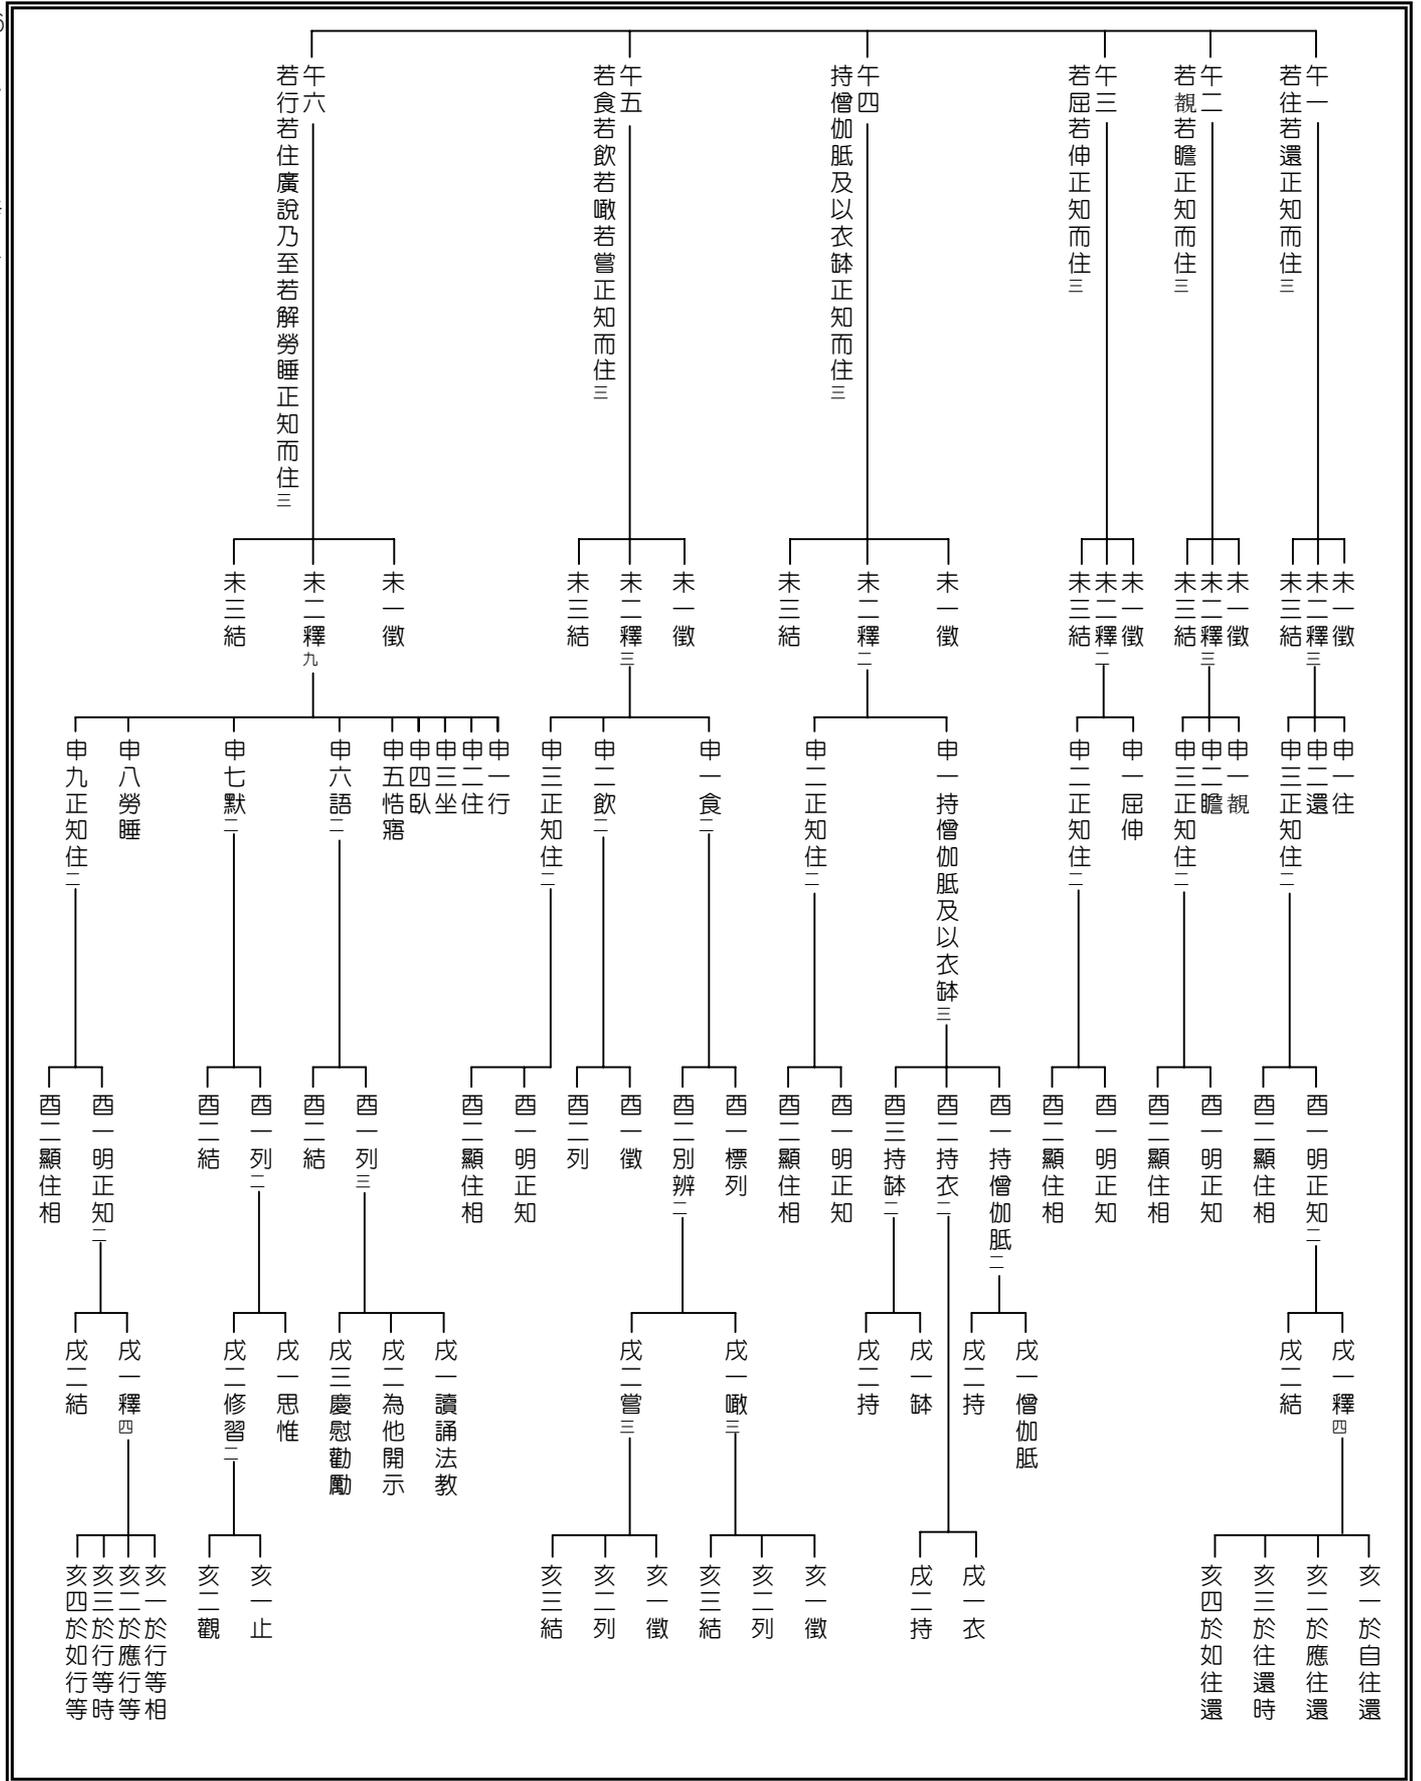 午一
若往若還正知而住三
午二
若覩若瞻正知而住三
午三
若屈若伸正知而住三
午四
持僧伽胝及以衣缽正知而住三
午五
若食若飲若噉若嘗正知而住三
午六
若行若住廣說乃至若解勞睡正知而住三
未一徵
未二釋三
未三結
未一徵
未二釋三
未三結
未一徵
未二釋二
未三結
未一徵
未二釋二
未三結
未一徵
未二釋三
未三結
未一徵
未二釋九
未三結
申一往
申二還
申三正知住二
申一覩
申二瞻
申三正知住二
申一屈伸
申二正知住二
申一持僧伽胝及以衣缽三
申二正知住二
申一食二
申二飲二
申三正知住二
申一行
申二住
申三坐
申四臥
申五悎寤
申六語二
申七默二
申八勞睡
申九正知住二
酉一明正知二
酉二顯住相
酉一明正知
酉二顯住相
酉一明正知
酉二顯住相
酉一持僧伽胝二
酉二持衣二
酉三持缽二
酉一明正知
酉二顯住相
酉一標列
酉二別辨二
酉一徵
酉二列
酉一明正知
酉二顯住相
酉一列三
酉二結
酉一列二
酉二結
酉一明正知二
酉二顯住相
戌一釋四
戌二結
戌一僧伽胝
戌二持
戌一缽
戌二持
戌一噉三
戌二嘗三
戌一讀誦法教
戌二為他開示
戌三慶慰勸勵
戌一思惟
戌二修習二
戌一釋四
戌二結
亥一於自往還
亥二於應往還
亥三於往還時
亥四於如往還
戌一衣
戌二持
亥一徵
亥二列
亥三結
亥一徵
亥二列
亥三結
亥一止
亥二觀
亥一於行等相
亥二於應行等
亥三於行等時
亥四於如行等